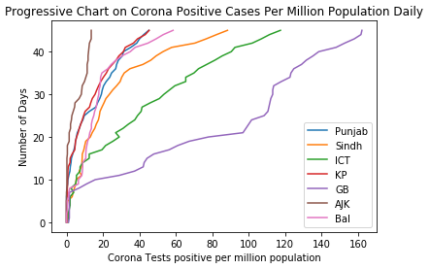 Progressive Chart on Corona Positive Cases Per Million Population Daily
Number of Days
40
30
20
10
0
Punjab
Sindh
ICT
KP
GB
AJK
Bal
0 20 40 60 80 100 120 140 160
Corona Tests positive per million population